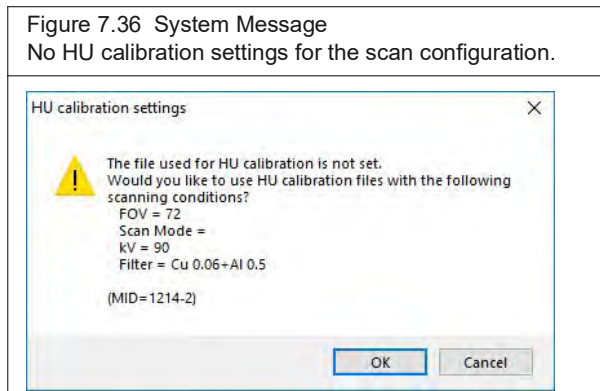 Figure 7.36 System Message
No HU calibration settings for the scan configuration.
HU calibration settings
The file used for HU calibration is not set.
Would you like to use HU calibration files with the following
scanning conditions?
FOV = 72
Scan Mode =
kV = 90
Filter = Cu 0.06+Al 0.5
(MID=1214-2)
OK Cancel